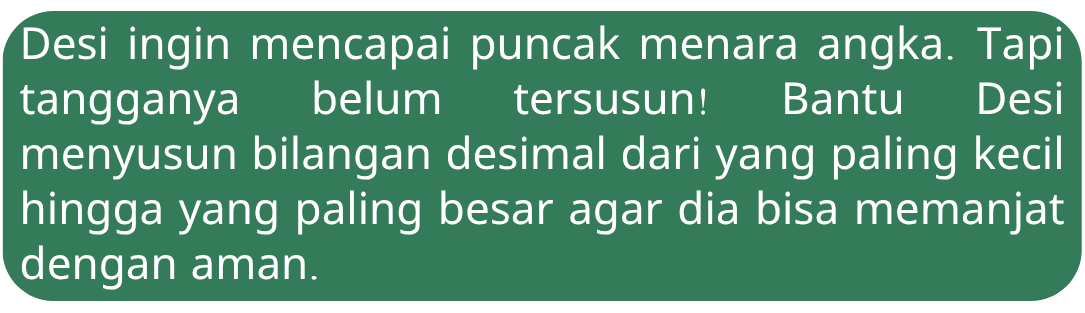 Desi ingin mencapai puncak menara angka. Tapi
tangganya belum tersusun! Bantu Desi
menyusun bilangan desimal dari yang paling kecil
hingga yang paling besar agar dia bisa memanjat
dengan aman.